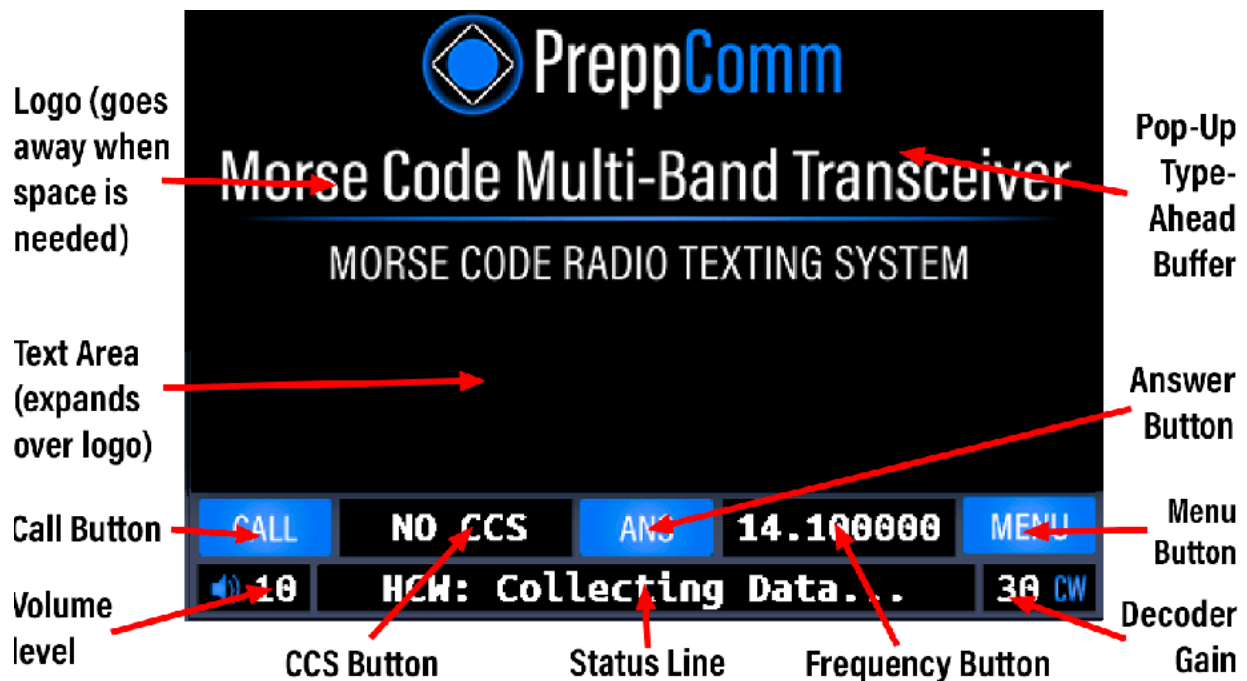 PreppComm
Morse Code Multi-Band Transceiver
MORSE CODE RADIO TEXTING SYSTEM
Logo (goes
away when
space is
needed)
Pop-Up
Type-
Ahead
Buffer
Text Area
(expands
over logo)
Answer
Button
Call Button
CALL
NO CCS
ANS
14.100000
MENU
Menu
Button
Volume
level
10
HCW: Collecting Data...
30 CW
Decoder
Gain
CCS Button
Status Line
Frequency Button